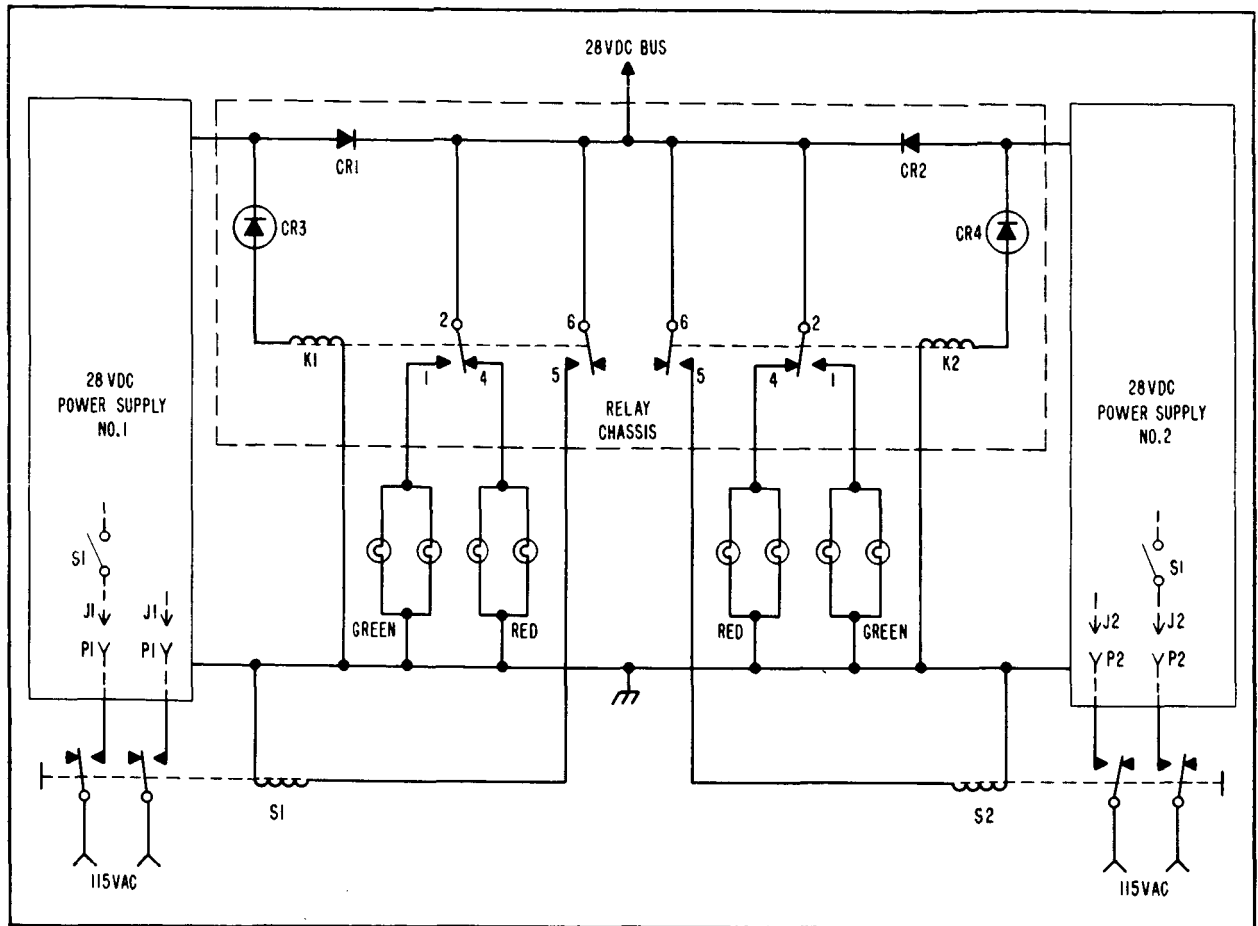 28VDC BUS
CR1
CR2
CR3
CR4
2
6
6
2
K1
K2
1
4
5
5
4
1
RELAY
CHASSIS
28 VDC
POWER SUPPLY
NO.1
28VDC
POWER SUPPLY
NO.2
S1
S1
J1
J1
J2
J2
P1
P1
P2
P2
GREEN
RED
RED
GREEN
S1
S2
115VAC
115VAC